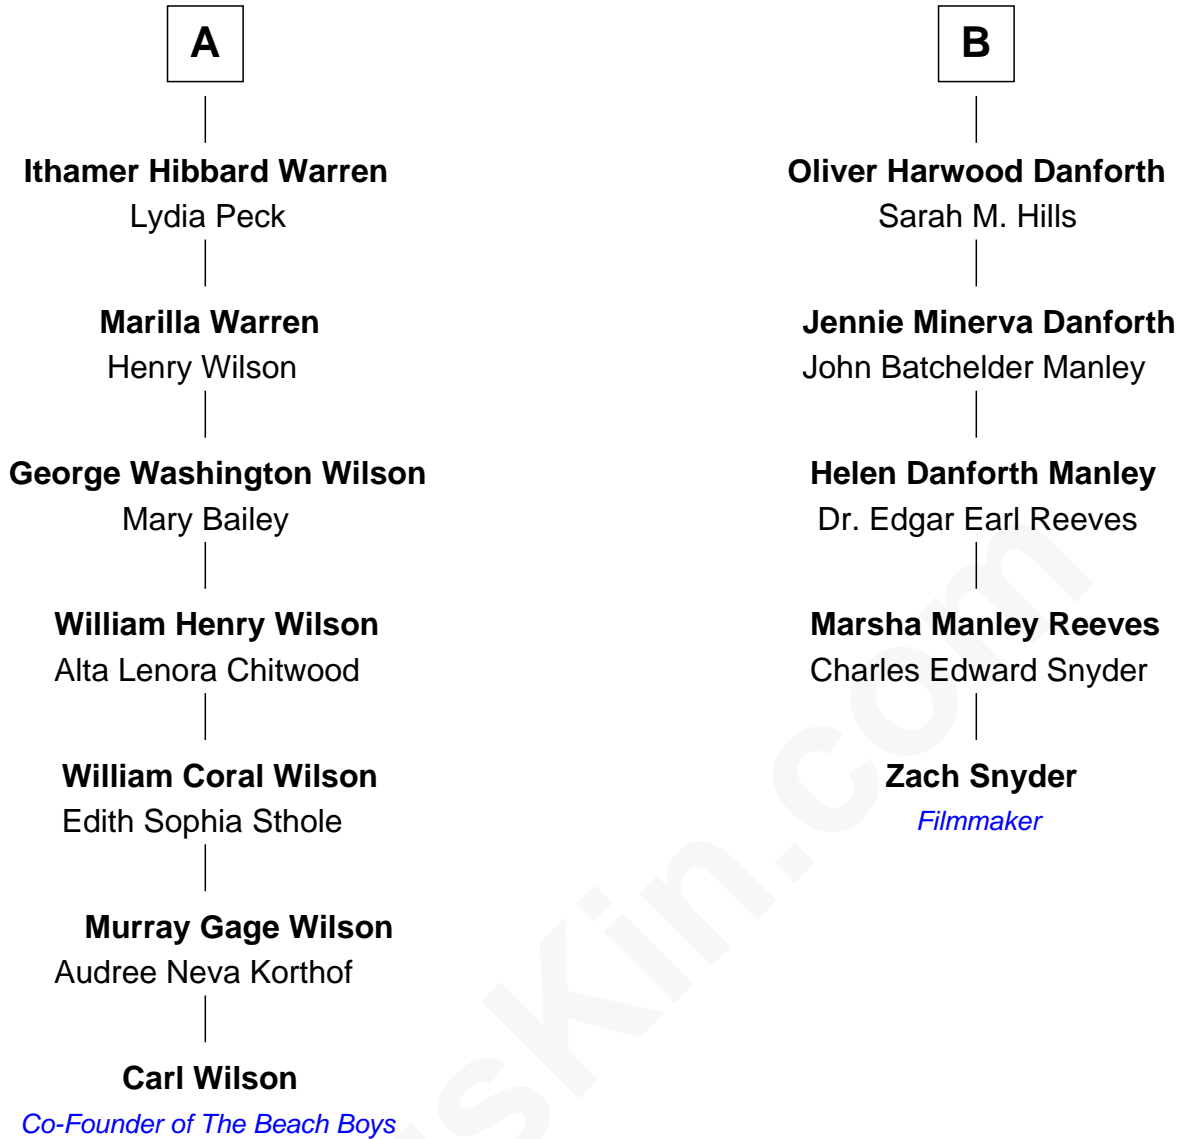 A
Ithamer Hibbard Warren
Lydia Peck
Marilla Warren
Henry Wilson
George Washington Wilson
Mary Bailey
William Henry Wilson
Alta Lenora Chitwood
William Coral Wilson
Edith Sophia Sthole
Murray Gage Wilson
Audree Neva Korthof
Carl Wilson
Co-Founder of The Beach Boys
B
Oliver Harwood Danforth
Sarah M. Hills
Jennie Minerva Danforth
John Batchelder Manley
Helen Danforth Manley
Dr. Edgar Earl Reeves
Marsha Manley Reeves
Charles Edward Snyder
Zach Snyder
Filmmaker
sKin.com